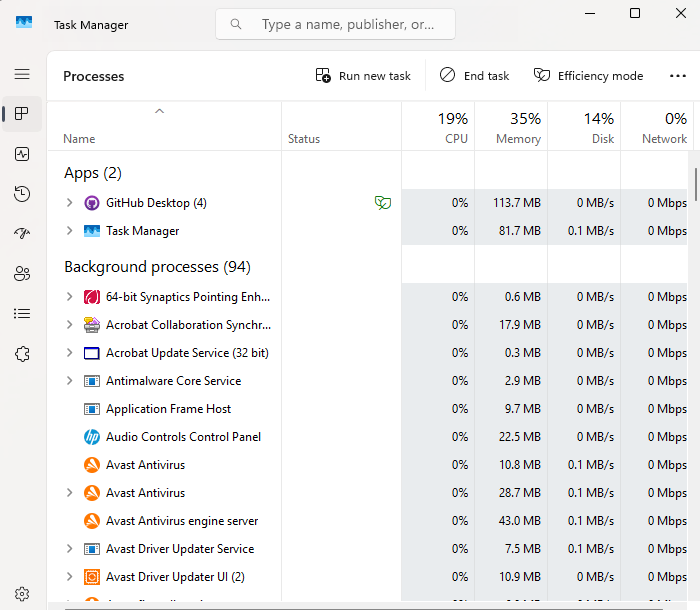 Task Manager
Type a name, publisher, or...
Processes
Run new task
End task
Efficiency mode
19% 35% 14% 0%
Name Status CPU Memory Disk Network
Apps (2)
GitHub Desktop (4) 0% 113.7 MB 0 MB/s 0 Mbps
Task Manager 0% 81.7 MB 0.1 MB/s 0 Mbps
Background processes (94)
64-bit Synaptics Pointing Enh... 0% 0.6 MB 0 MB/s 0 Mbps
Acrobat Collaboration Synchr... 0% 17.9 MB 0 MB/s 0 Mbps
Acrobat Update Service (32 bit) 0% 0.3 MB 0 MB/s 0 Mbps
Antimalware Core Service 0% 2.9 MB 0 MB/s 0 Mbps
Application Frame Host 0% 9.7 MB 0 MB/s 0 Mbps
Audio Controls Control Panel 0% 22.5 MB 0 MB/s 0 Mbps
Avast Antivirus 0% 10.8 MB 0.1 MB/s 0 Mbps
Avast Antivirus 0% 28.7 MB 0.1 MB/s 0 Mbps
Avast Antivirus engine server 0% 43.0 MB 0.1 MB/s 0 Mbps
Avast Driver Updater Service 0% 7.5 MB 0.1 MB/s 0 Mbps
Avast Driver Updater UI (2) 0% 10.9 MB 0 MB/s 0 Mbps